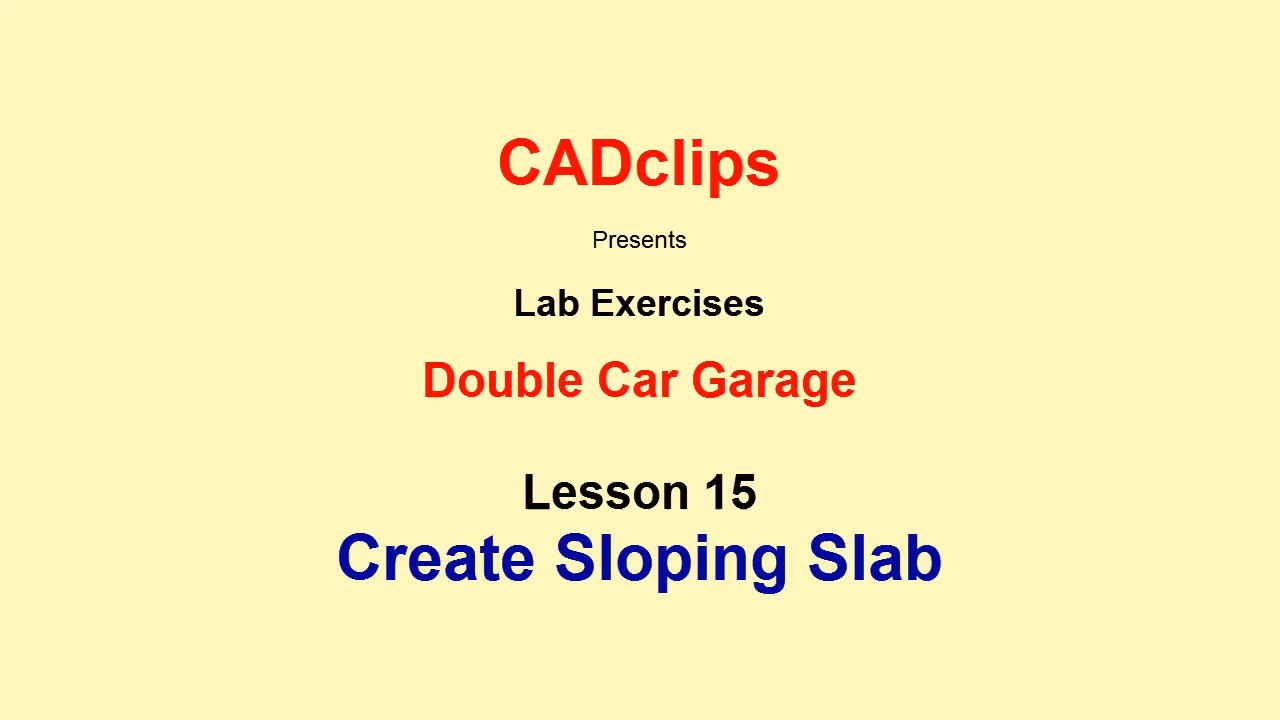 CADclips
Presents
Lab Exercises
Double Car Garage
Lesson 15
Create Sloping Slab